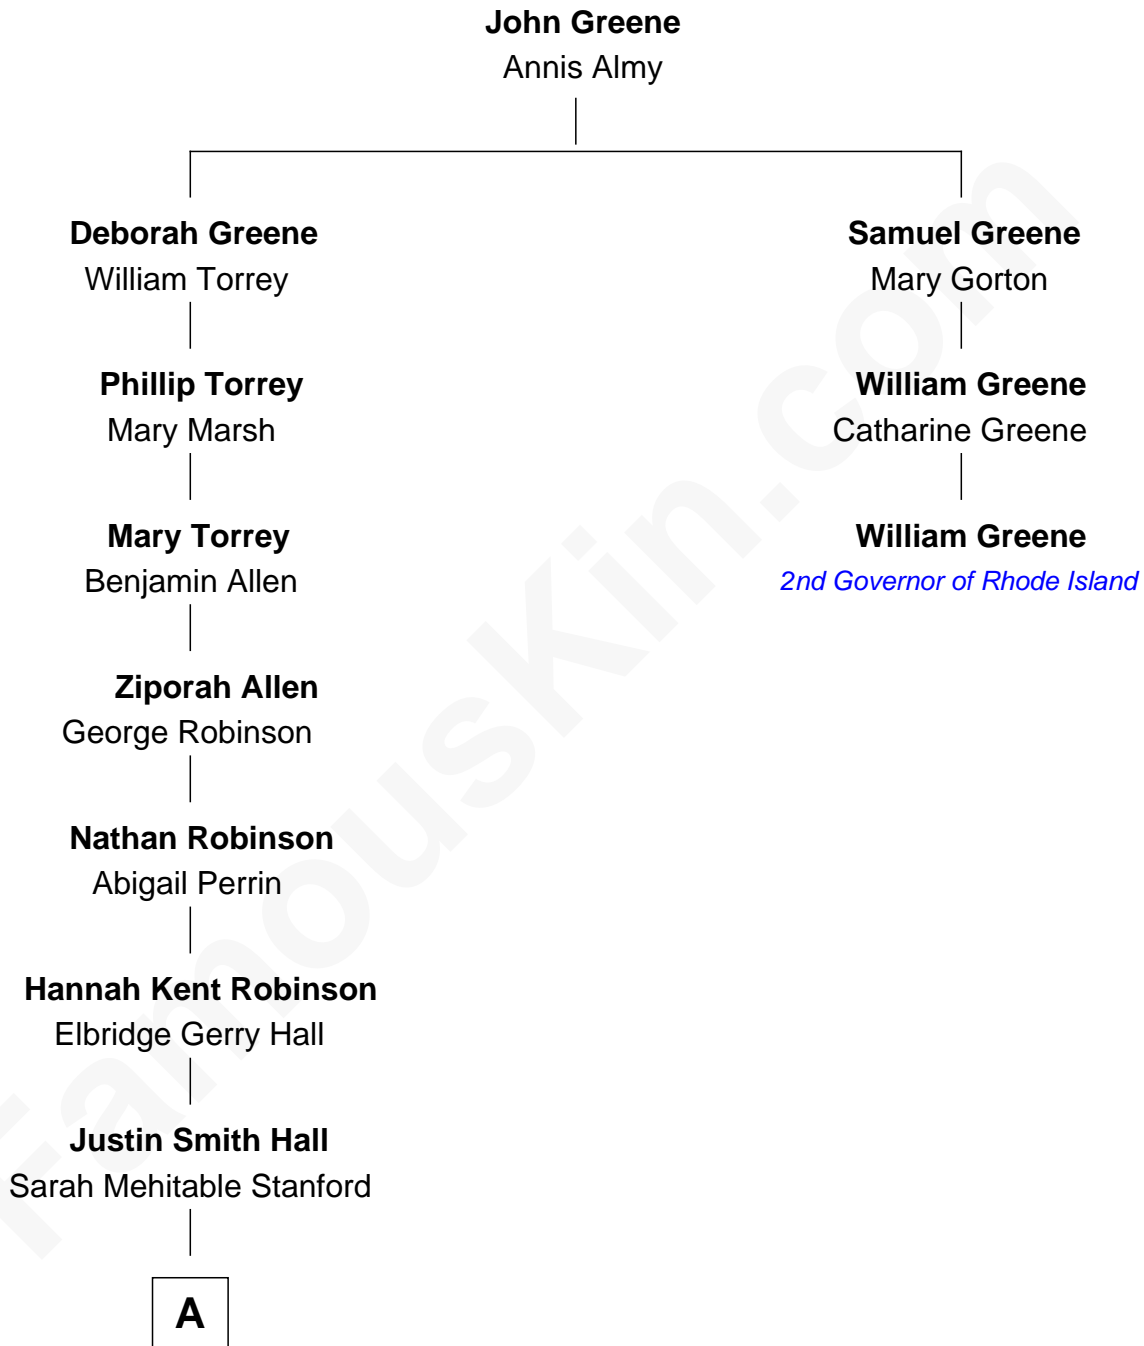 John Greene
Annis Almy
Deborah Greene
William Torrey
Samuel Greene
Mary Gorton
Phillip Torrey
Mary Marsh
William Greene
Catharine Greene
Mary Torrey
Benjamin Allen
William Greene
2nd Governor of Rhode Island
Ziporah Allen
George Robinson
Nathan Robinson
Abigail Perrin
Hannah Kent Robinson
Elbridge Gerry Hall
Justin Smith Hall
Sarah Mehitable Stanford
A
FamousKin.com